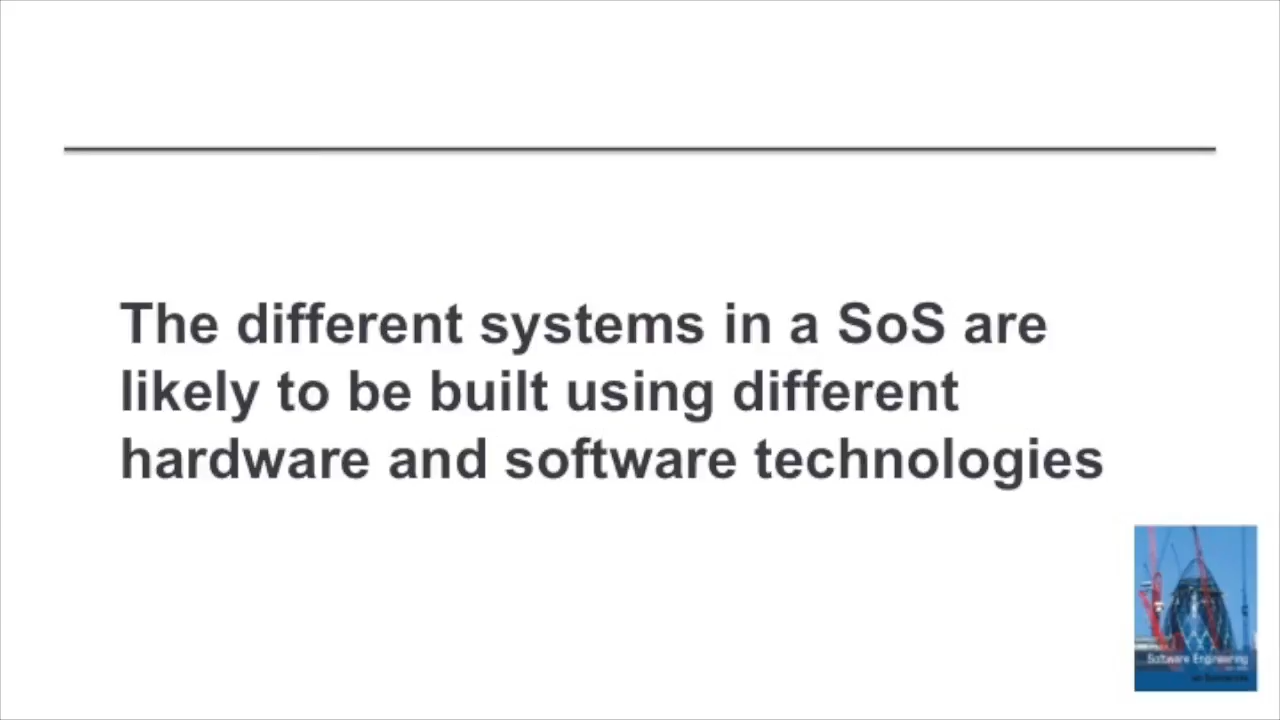 The different systems in a SoS are
likely to be built using different
hardware and software technologies
Software Engineering